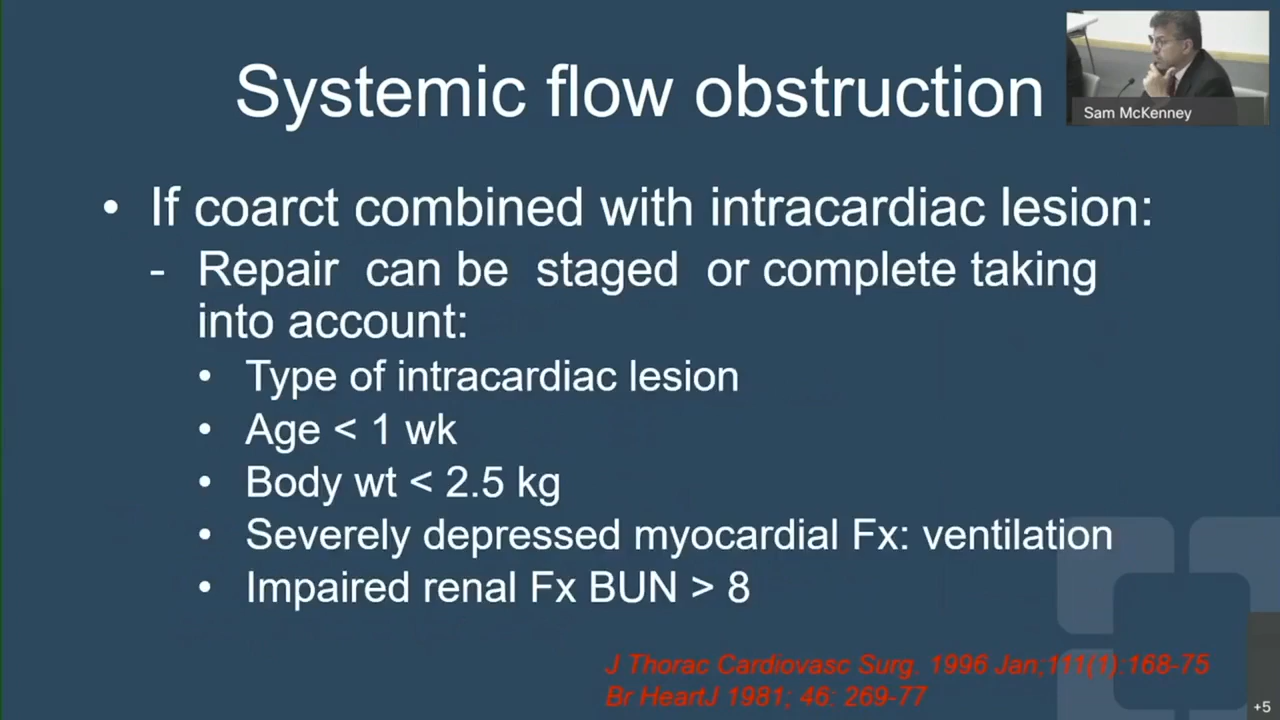 Systemic flow obstruction
Sam McKenney
• If coarct combined with intracardiac lesion:
- Repair can be staged or complete taking
into account:
• Type of intracardiac lesion
• Age < 1 wk
• Body wt < 2.5 kg
• Severely depressed myocardial Fx: ventilation
• Impaired renal Fx BUN > 8
J Thorac Cardiovasc Surg. 1996 Jan;111(1):168-75
Br HeartJ 1981; 46: 269-77
+5